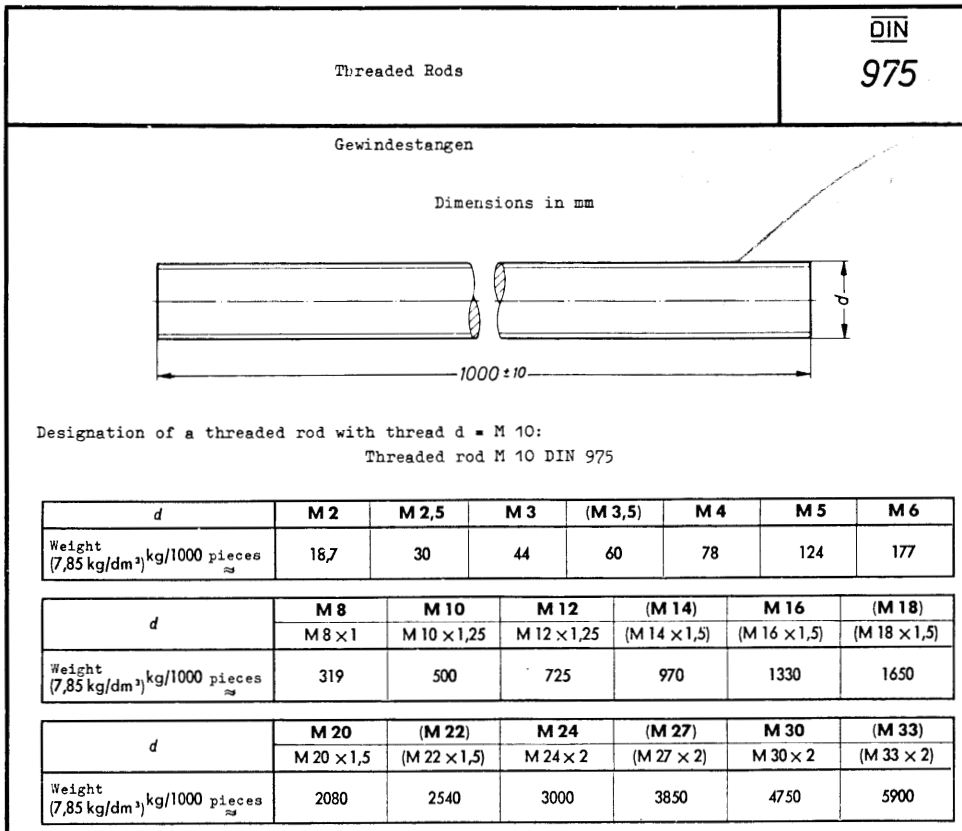 Threaded Rods
DIN
975
Gewindestangen
Dimensions in mm
d
1000 ±10
Designation of a threaded rod with thread d = M 10:
Threaded rod M 10 DIN 975
d M 2 M 2,5 M 3 (M 3,5) M 4 M 5 M 6
Weight (7,85 kg/dm³) kg/1000 pieces ≈ 18,7 30 44 60 78 124 177
d M 8 M 10 M 12 (M 14) M 16 (M 18)
M 8 × 1 M 10 × 1,25 M 12 × 1,25 (M 14 × 1,5) (M 16 × 1,5) (M 18 × 1,5)
Weight (7,85 kg/dm³) kg/1000 pieces ≈ 319 500 725 970 1330 1650
d M 20 (M 22) M 24 (M 27) M 30 (M 33)
M 20 × 1,5 (M 22 × 1,5) M 24 × 2 (M 27 × 2) M 30 × 2 (M 33 × 2)
Weight (7,85 kg/dm³) kg/1000 pieces ≈ 2080 2540 3000 3850 4750 5900